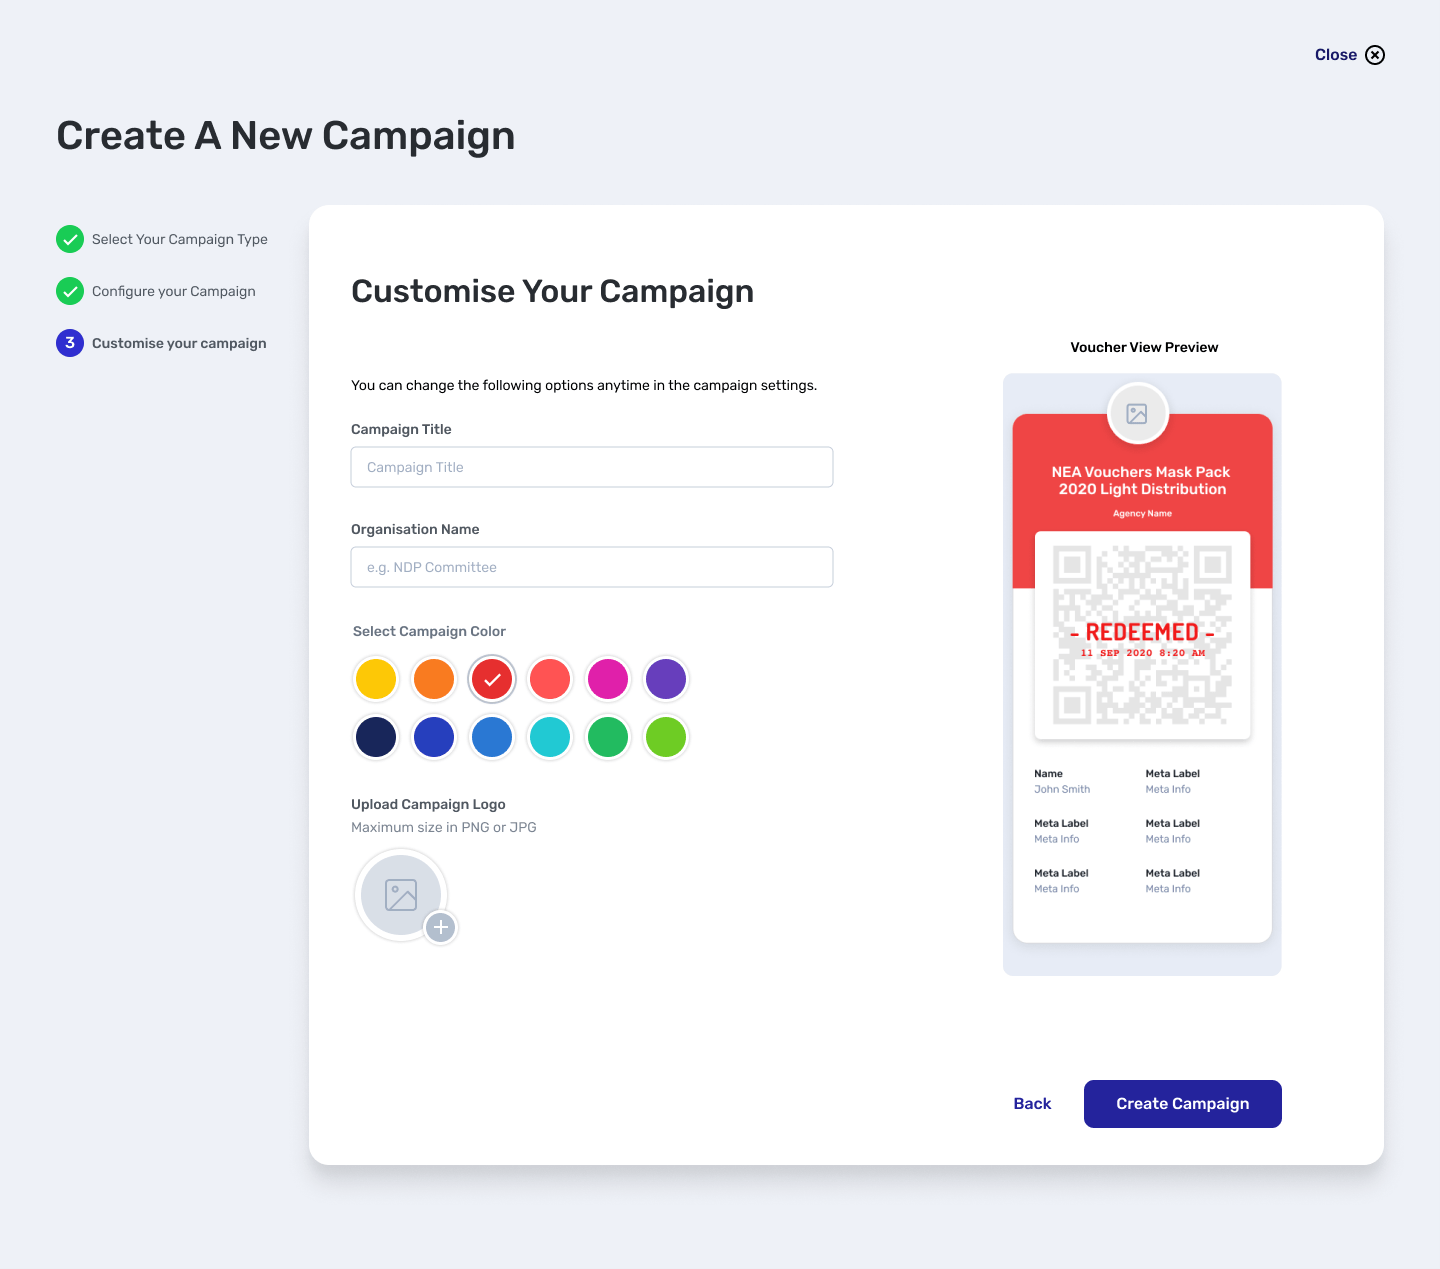 Close
Create A New Campaign
Select Your Campaign Type
Configure your Campaign
3 Customise your campaign
Customise Your Campaign
You can change the following options anytime in the campaign settings.
Campaign Title
Campaign Title
Organisation Name
e.g. NDP Committee
Select Campaign Color
Upload Campaign Logo
Maximum size in PNG or JPG
Voucher View Preview
NEA Vouchers Mask Pack
2020 Light Distribution
Agency Name
- REDEEMED -
11 SEP 2020 8:20 AM
Name Meta Label
John Smith Meta Info
Meta Label Meta Label
Meta Info Meta Info
Meta Label Meta Label
Meta Info Meta Info
Back Create Campaign